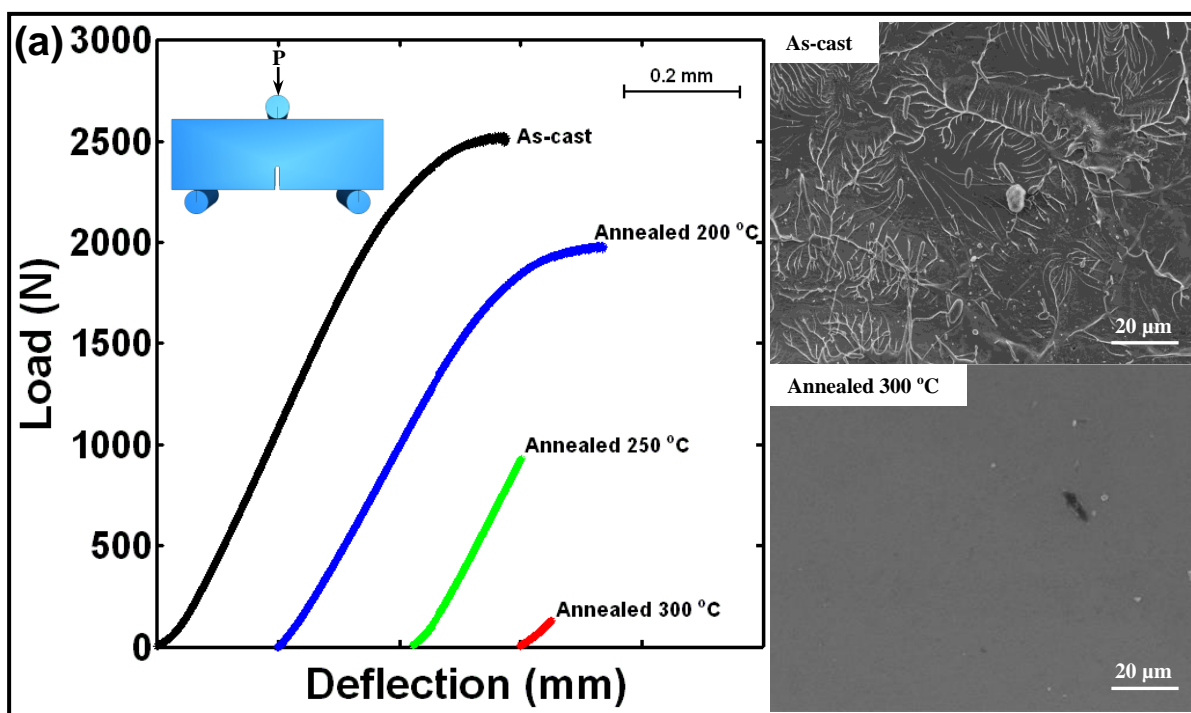 (a)
3000
2500
2000
1500
1000
500
0
Load (N)
Deflection (mm)
P
0.2 mm
As-cast
Annealed 200 °C
Annealed 250 °C
Annealed 300 °C
As-cast
20 µm
Annealed 300 °C
20 µm